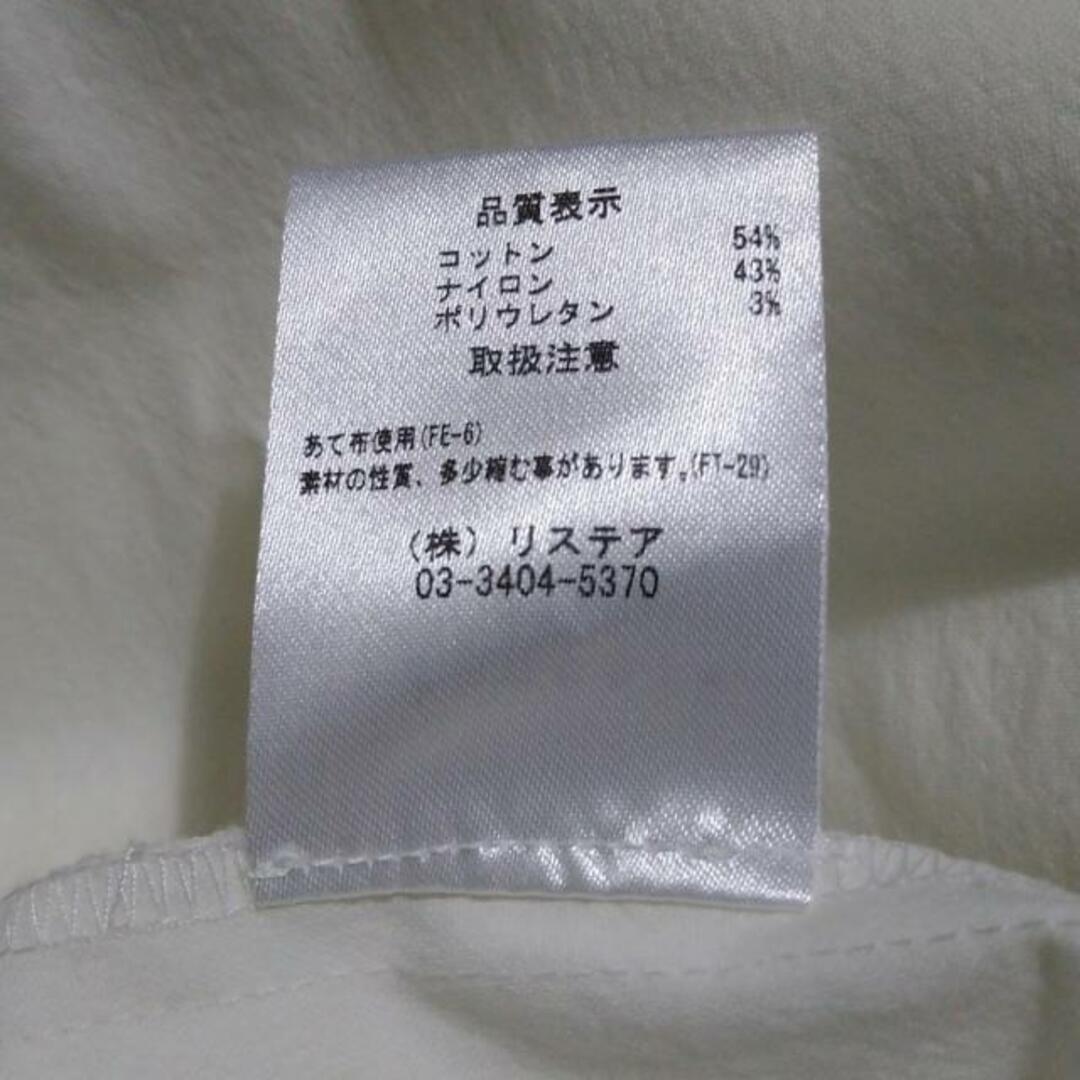 品質表示
コットン 54%
ナイロン 43%
ポリウレタン 3%
取扱注意
あて布使用(FE-6)
素材の性質、多少縮む事があります。(FT-29)
(株) リステア
03-3404-5370